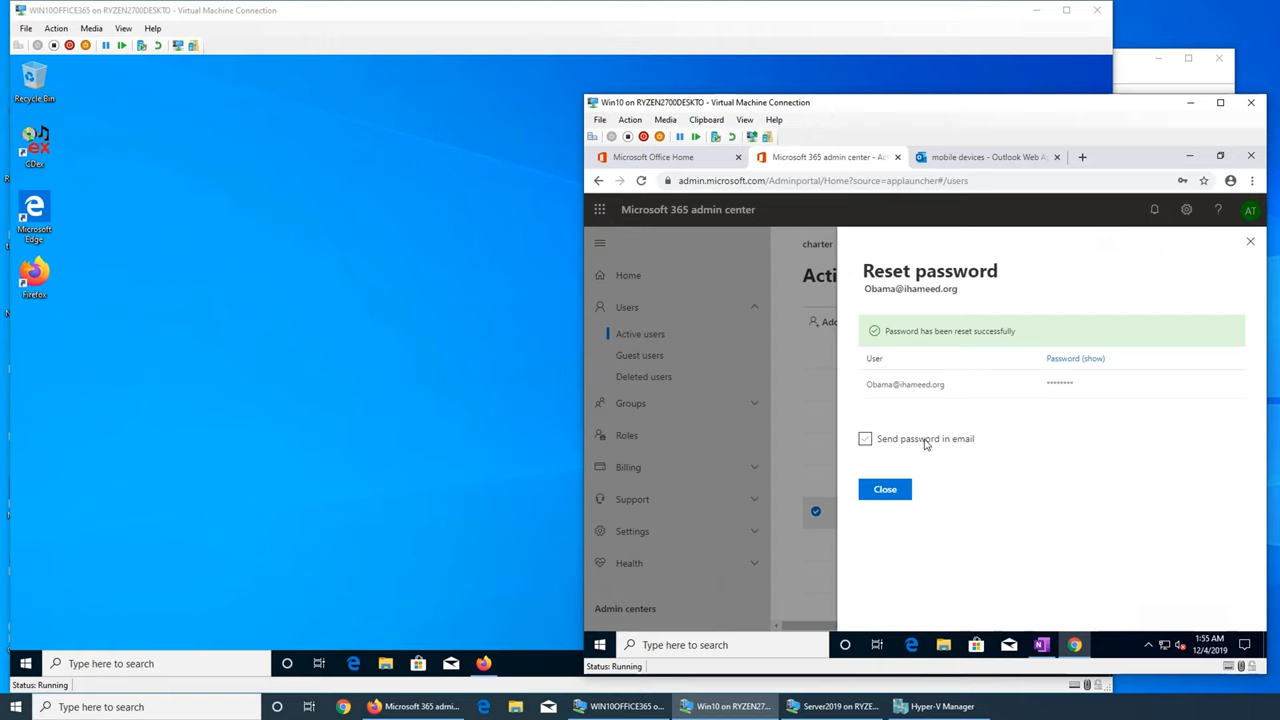 WIN10OFFICE365 on RYZEN2700DESKTO - Virtual Machine Connection
File Action Media View Help
Recycle Bin
CDex
Microsoft Edge
Firefox
Type here to search
Status: Running
Win10 on RYZEN2700DESKTO - Virtual Machine Connection
File Action Media Clipboard View Help
Microsoft Office Home
Microsoft 365 admin center - Ac
mobile devices - Outlook Web A
admin.microsoft.com/Adminportal/Home?source=applauncher#/users
Microsoft 365 admin center
AT
Home
Users
Active users
Guest users
Deleted users
Groups
Roles
Billing
Support
Settings
Health
Admin centers
charter
Acti
Add
Reset password
Obama@ihameed.org
Password has been reset successfully
User Password (show)
Obama@ihameed.org ********
Send password in email
Close
Type here to search
1:55 AM
12/4/2019
Status: Running
Type here to search
Microsoft 365 admi...
WIN10OFFICE365 o...
Win10 on RYZEN27...
Server2019 on RYZE...
Hyper-V Manager